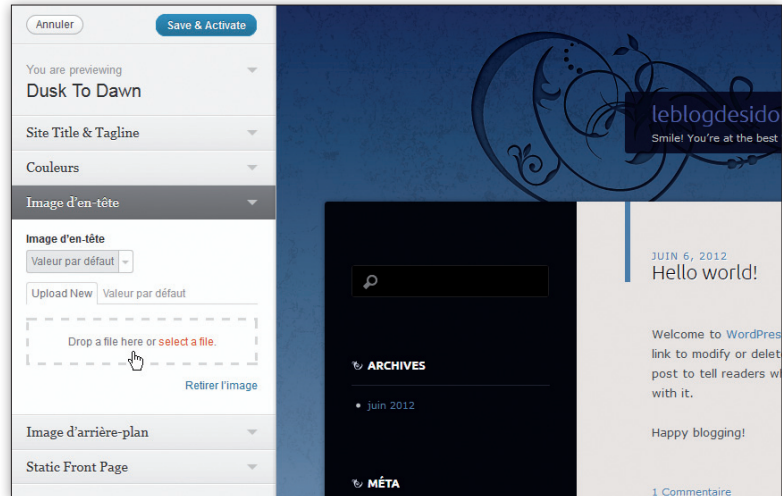 Annuler
Save & Activate
You are previewing
Dusk To Dawn
Site Title & Tagline
Couleurs
Image d'en-tête
Image d'en-tête
Valeur par défaut
Upload New
Valeur par défaut
Drop a file here or select a file.
Retirer l'image
Image d'arrière-plan
Static Front Page
leblogdesido
Smile! You're at the best
ARCHIVES
juin 2012
MÉTA
JUIN 6, 2012
Hello world!
Welcome to WordPres
link to modify or delet
post to tell readers wh
with it.
Happy blogging!
1 Commentaire